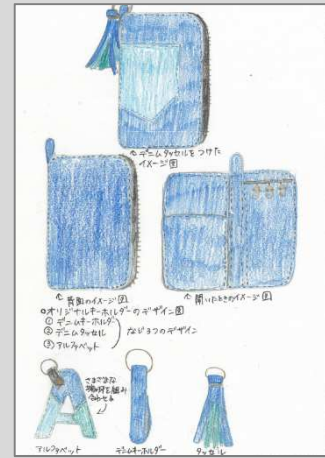 ↑デニムタッセルをつけた
イメージ図
↑背面のイメージ図
↑開いたときのイメージ図
○オリジナルキーホルダーのデザイン図
① デニムキーホルダー
② デニムタッセル
③ アルファベット
など3つのデザイン
さまざまな
組み
合わせる
A
アルファベット
デニムキーホルダー
タッセル